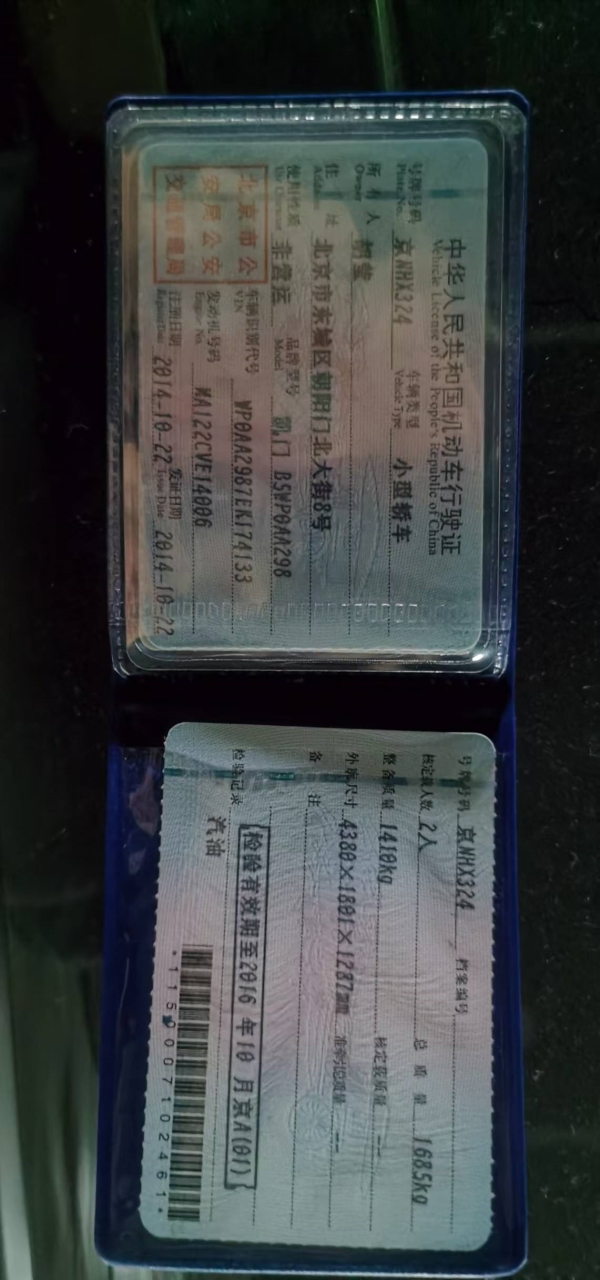 中华人民共和国机动车行驶证
Vehicle License of the People's Republic of China
号牌号码 京NHX324 车辆类型 小型轿车
Plate No. Vehicle Type
所有人 胡莹
Owner
住址 北京市东城区朝阳门北大街8号
Address
使用性质 非营运 品牌型号 凯门 BSWP0AA298
Use Character Model
北京市公安局公安交通管理局
车辆识别代号 WP0AA2987EK174133
VIN
发动机号码 MA122CVE14006
Engine No.
注册日期 2014-10-22 发证日期 2014-10-22
Register Date Issue Date
号牌号码 京NHX324 档案编号
核定载人数 2人 总质量 1685kg
整备质量 1410kg 核定载质量 --
外廓尺寸 4380×1801×1287mm 准牵引总质量 --
备注
检验有效期至2016年10月京A(01)
检验记录
汽油
*1150007102461*